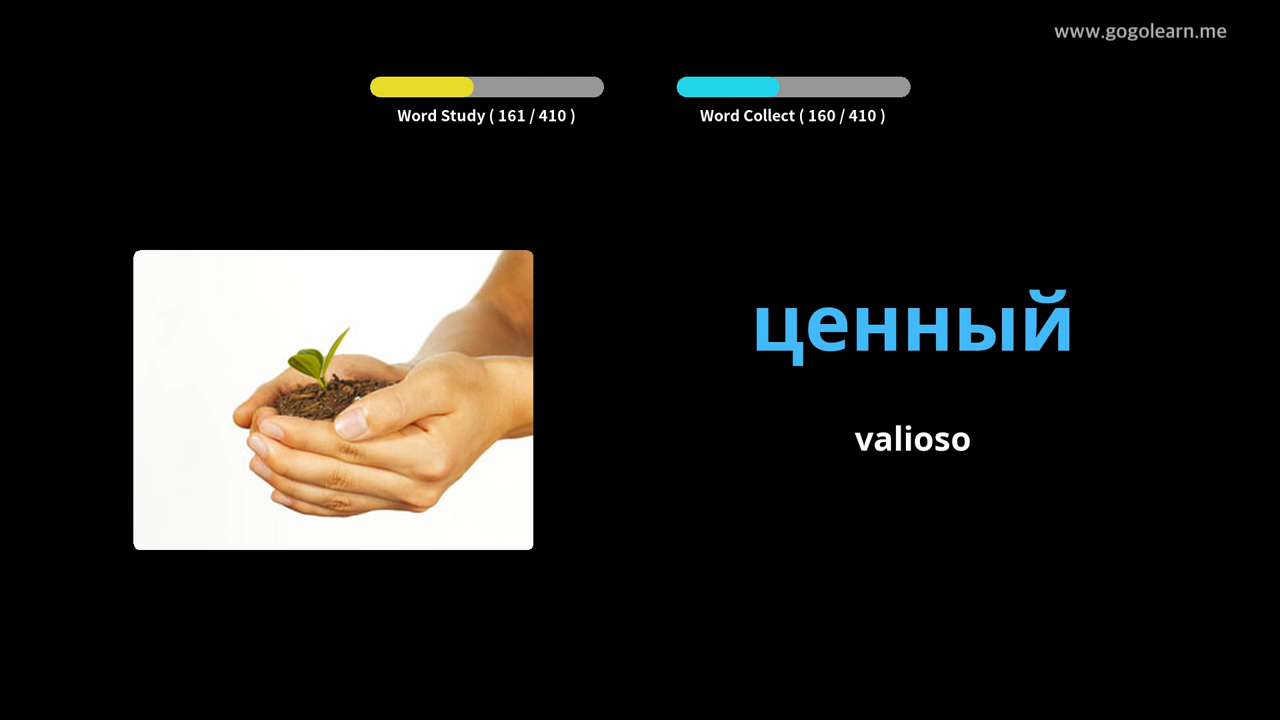 www.gogolearn.me
Word Study ( 161 / 410 )
Word Collect ( 160 / 410 )
ценный
valioso